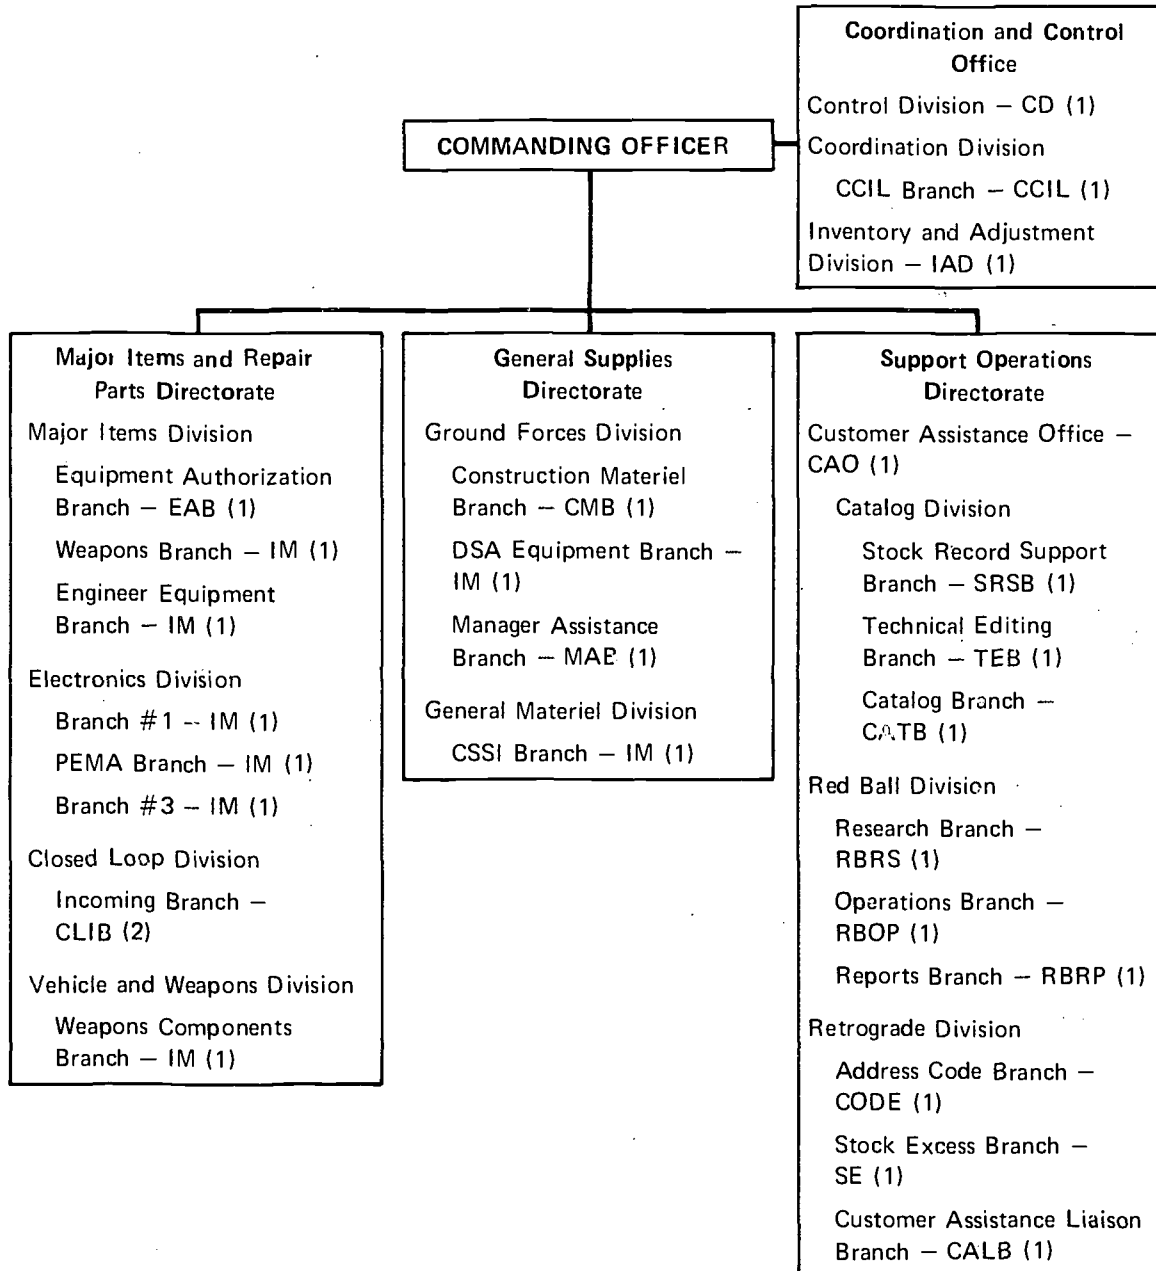 Coordination and Control
Office
Control Division – CD (1)
Coordination Division
CCIL Branch – CCIL (1)
Inventory and Adjustment
Division – IAD (1)
COMMANDING OFFICER
Major Items and Repair
Parts Directorate
Major Items Division
Equipment Authorization
Branch – EAB (1)
Weapons Branch – IM (1)
Engineer Equipment
Branch – IM (1)
Electronics Division
Branch #1 -- IM (1)
PEMA Branch – IM (1)
Branch #3 – IM (1)
Closed Loop Division
Incoming Branch –
CLIB (2)
Vehicle and Weapons Division
Weapons Components
Branch – IM (1)
General Supplies
Directorate
Ground Forces Division
Construction Materiel
Branch – CMB (1)
DSA Equipment Branch –
IM (1)
Manager Assistance
Branch – MAB (1)
General Materiel Division
CSSI Branch – IM (1)
Support Operations
Directorate
Customer Assistance Office –
CAO (1)
Catalog Division
Stock Record Support
Branch – SRSB (1)
Technical Editing
Branch – TEB (1)
Catalog Branch –
CATB (1)
Red Ball Division
Research Branch –
RBRS (1)
Operations Branch –
RBOP (1)
Reports Branch – RBRP (1)
Retrograde Division
Address Code Branch –
CODE (1)
Stock Excess Branch –
SE (1)
Customer Assistance Liaison
Branch – CALB (1)